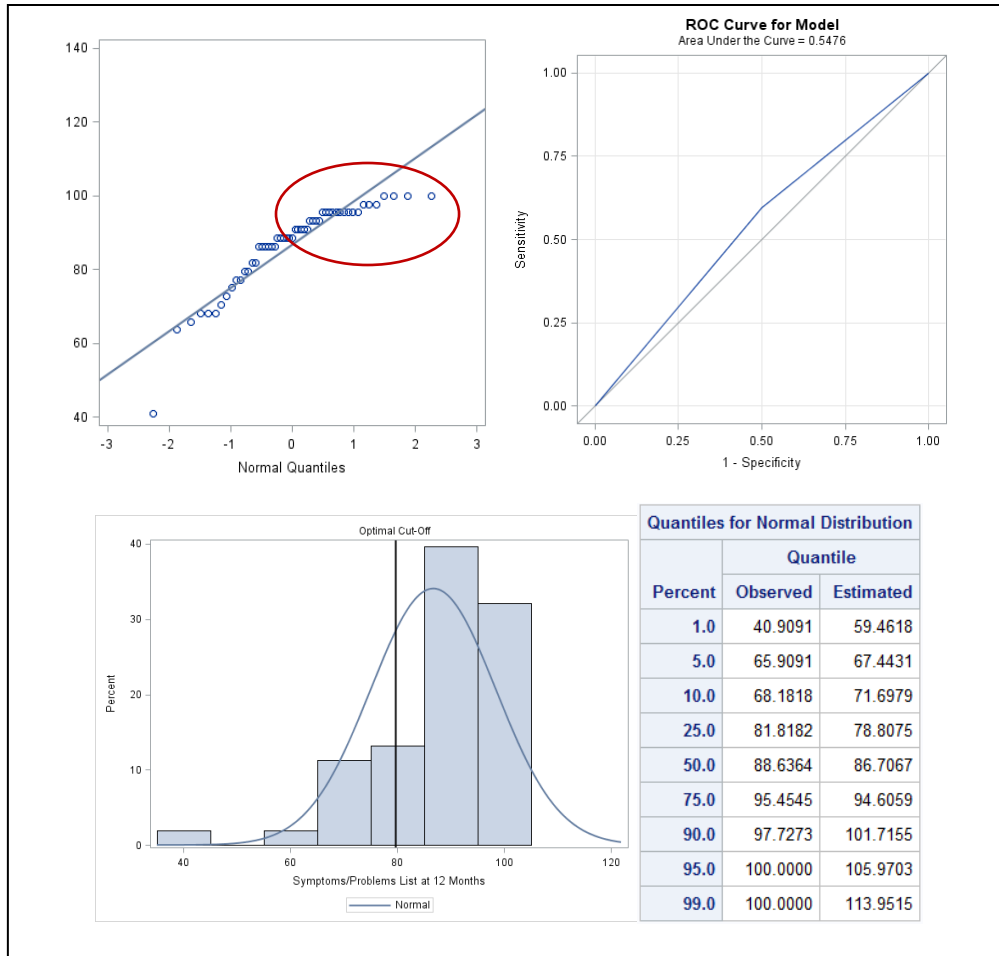 140
120
100
80
60
40
-3 -2 -1 0 1 2 3
Normal Quantiles
ROC Curve for Model
Area Under the Curve = 0.5476
1.00
0.75
0.50
0.25
0.00
Sensitivity
0.00 0.25 0.50 0.75 1.00
1 - Specificity
Optimal Cut-Off
40
30
20
10
0
Percent
40 60 80 100 120
Symptoms/Problems List at 12 Months
Normal
Quantiles for Normal Distribution
Quantile
Percent Observed Estimated
1.0 40.9091 59.4618
5.0 65.9091 67.4431
10.0 68.1818 71.6979
25.0 81.8182 78.8075
50.0 88.6364 86.7067
75.0 95.4545 94.6059
90.0 97.7273 101.7155
95.0 100.0000 105.9703
99.0 100.0000 113.9515